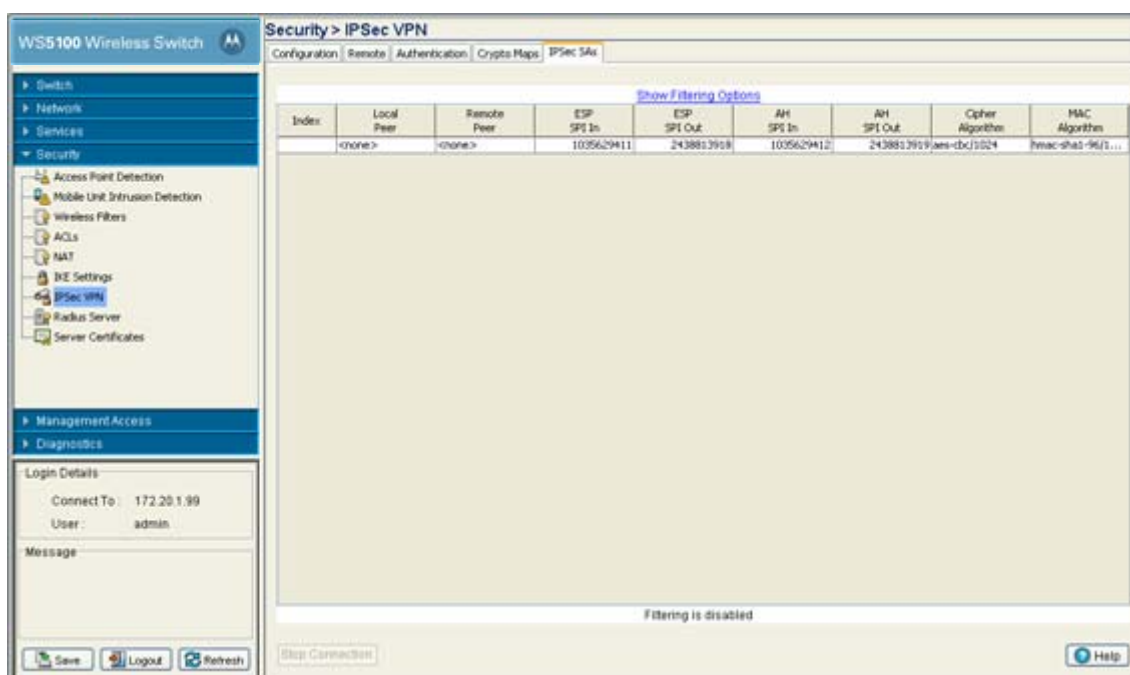 WS5100 Wireless Switch
Security > IPSec VPN
Configuration Remote Authentication Crypto Maps IPSec SAs
Switch
Network
Services
Security
Access Point Detection
Mobile Unit Intrusion Detection
Wireless Filters
ACLs
NAT
IKE Settings
IPSec VPN
Radius Server
Server Certificates
Management Access
Diagnostics
Login Details
Connect To : 172.20.1.99
User : admin
Message
Save Logout Refresh
Show Filtering Options
Index Local Peer Remote Peer ESP SPI In ESP SPI Out AH SPI In AH SPI Out Cipher Algorithm MAC Algorithm
<none> <none> 1035629411 2438813918 1035629412 2438813919 aes-cbc/1024 hmac-sha1-96/1...
Filtering is disabled
Stop Connection
Help